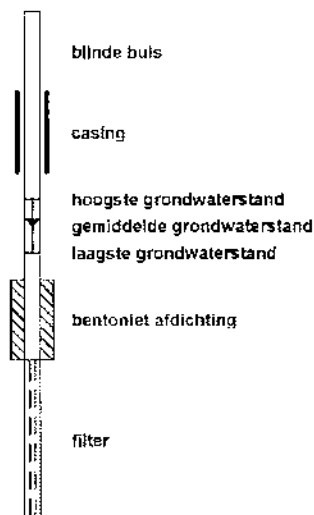 blinde buis
casing
hoogste grondwaterstand
gemiddelde grondwaterstand
laagste grondwaterstand
bentoniet afdichting
filter